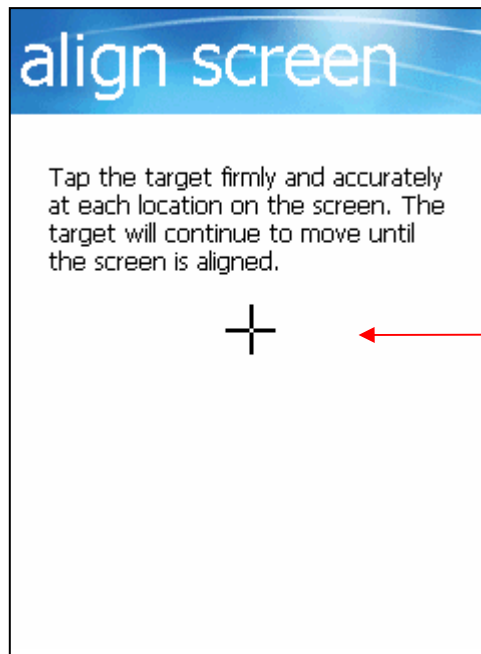 align screen
Tap the target firmly and accurately
at each location on the screen. The
target will continue to move until
the screen is aligned.